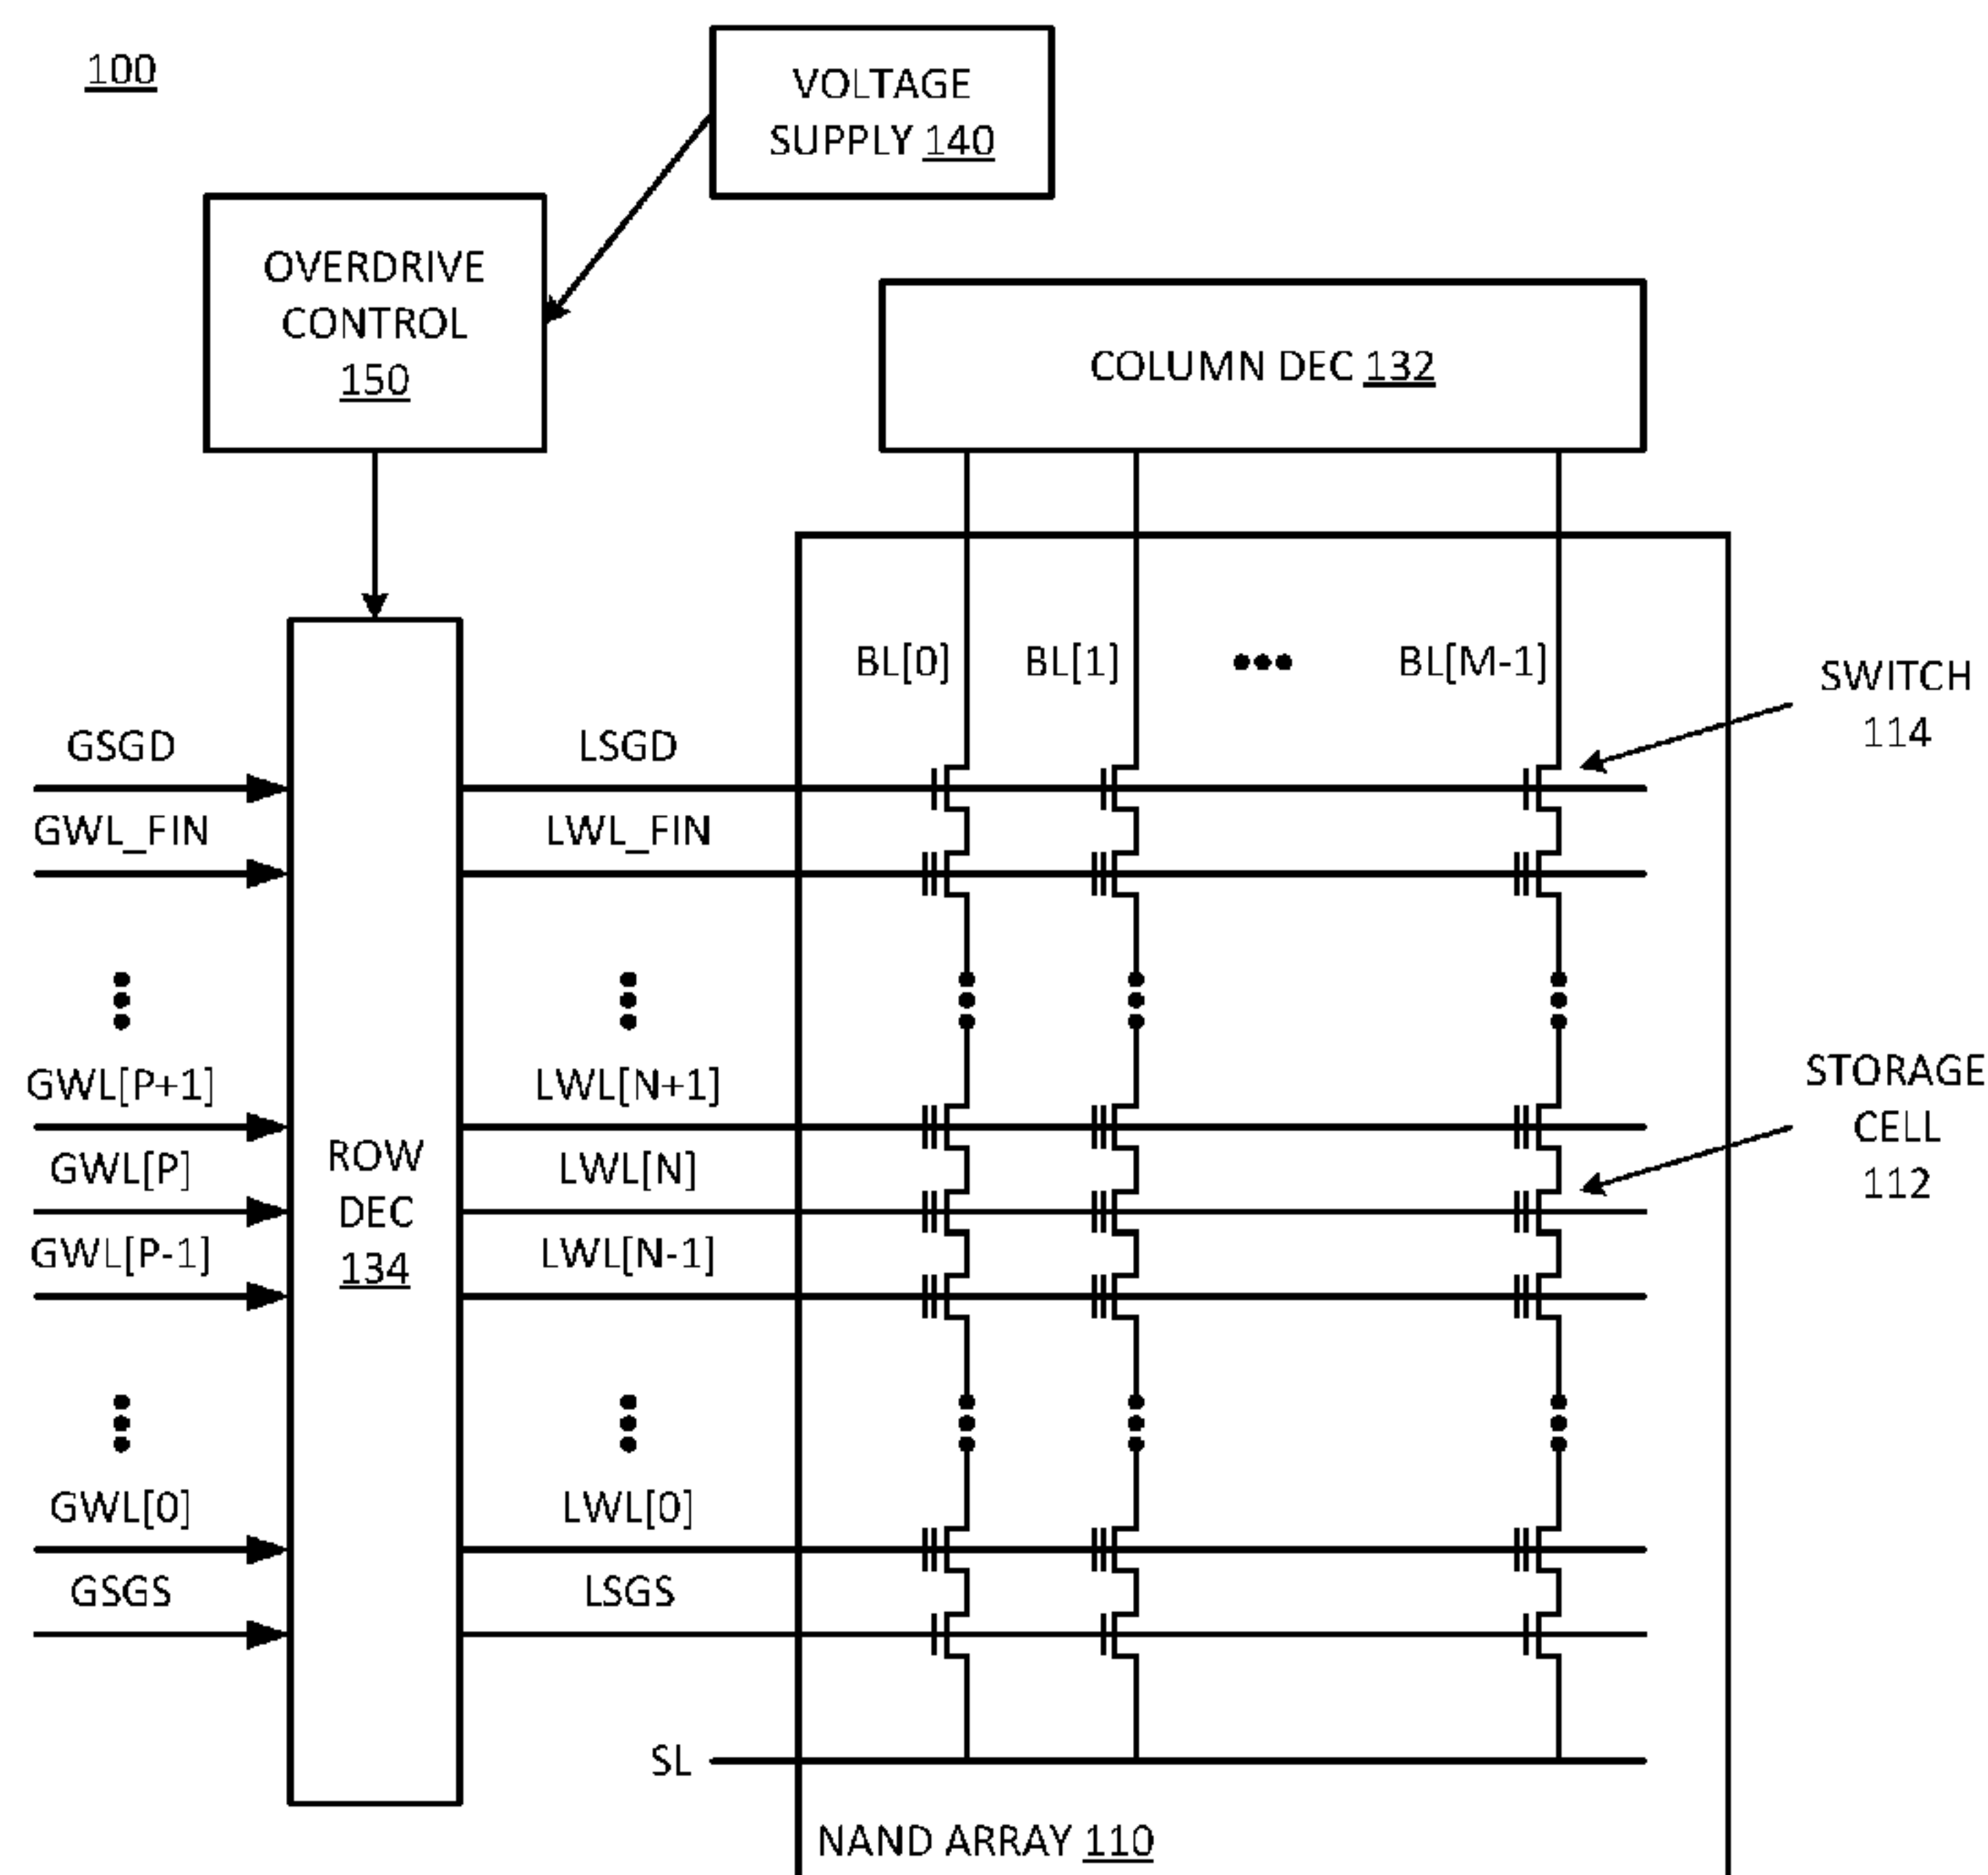 100
VOLTAGE
SUPPLY 140
OVERDRIVE
CONTROL
150
COLUMN DEC 132
BL[0]
BL[1]
BL[M-1]
SWITCH
114
GSGD
LSGD
GWL_FIN
LWL_FIN
STORAGE
CELL
112
GWL[P+1]
LWL[N+1]
ROW
DEC
134
GWL[P]
LWL[N]
GWL[P-1]
LWL[N-1]
GWL[0]
LWL[0]
GSGS
LSGS
SL
NAND ARRAY 110